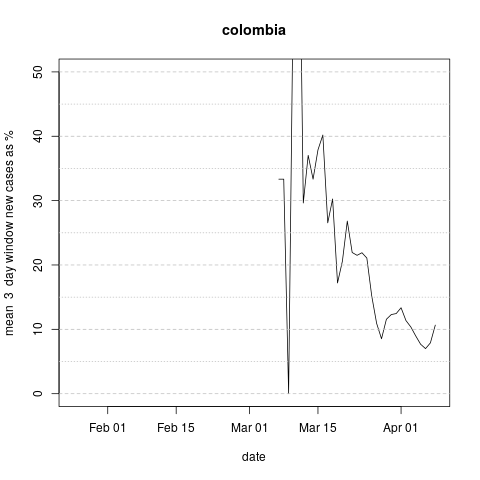 colombia
mean 3 day window new cases as %
50
40
30
20
10
0
Feb 01
Feb 15
Mar 01
Mar 15
Apr 01
date